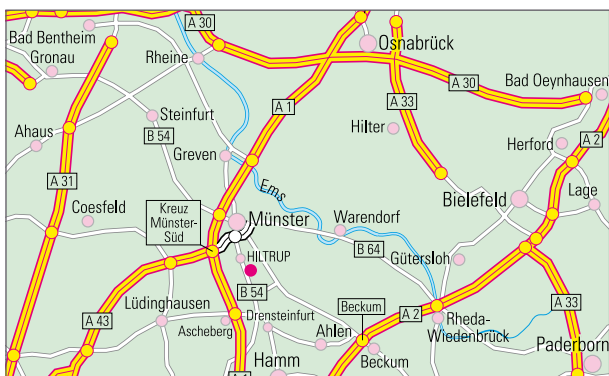 A 30
Bad Bentheim
Gronau
Rheine
Osnabrück
A 30
Bad Oeynhausen
A 33
A 1
Steinfurt
Hilter
Ahaus
B 54
Herford
A 2
Greven
A 31
Ems
Bielefeld
Lage
Coesfeld
Kreuz
Münster-
Süd
Münster
Warendorf
B 64
Gütersloh
HILTRUP
B 54
A 33
Lüdinghausen
Beckum
A 2
A 43
Ascheberg
Drensteinfurt
Rheda-
Wiedenbrück
Ahlen
Beckum
Paderborn
Hamm